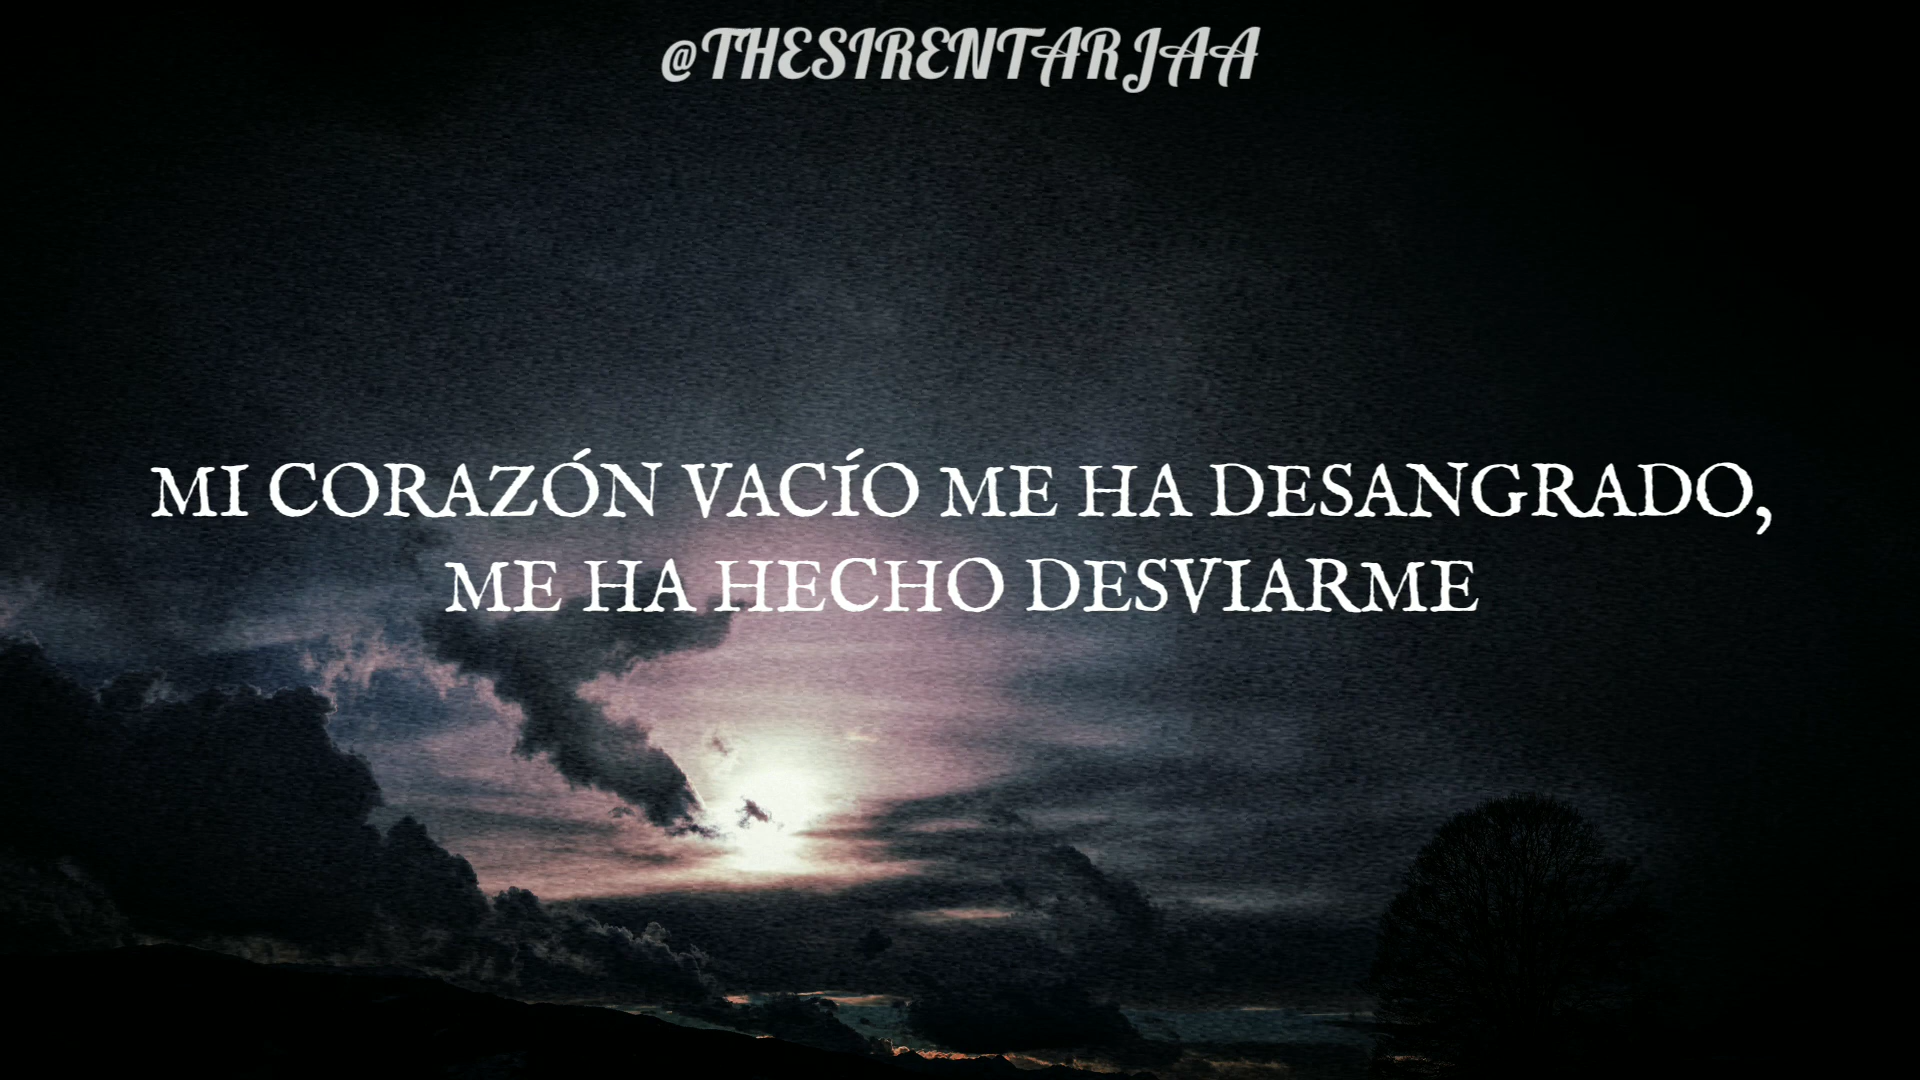 @THESIRENTARJAA
MI CORAZÓN VACÍO ME HA DESANGRADO,
ME HA HECHO DESVIARME